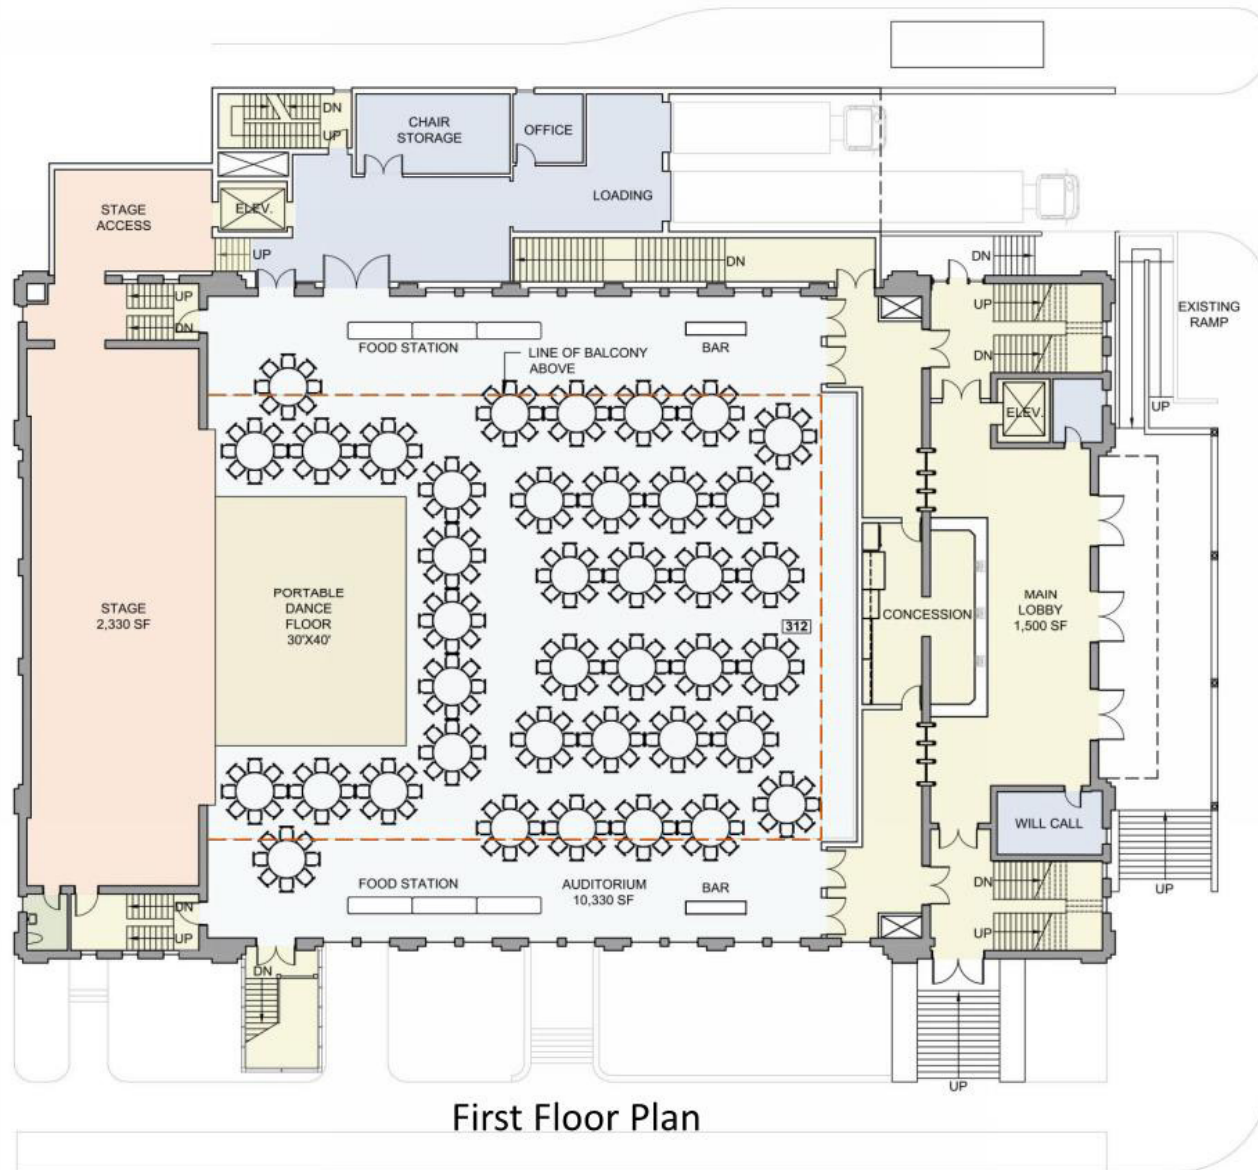 DN
UP
CHAIR
STORAGE
OFFICE
LOADING
STAGE
ACCESS
ELEV.
UP
DN
DN
UP
DN
UP
DN
EXISTING
RAMP
FOOD STATION
BAR
LINE OF BALCONY
ABOVE
ELEV.
UP
PORTABLE
DANCE
FLOOR
30'X40'
STAGE
2,330 SF
312
CONCESSION
MAIN
LOBBY
1,500 SF
WILL CALL
FOOD STATION
AUDITORIUM
10,330 SF
BAR
DN
UP
DN
UP
UP
DN
UP
First Floor Plan